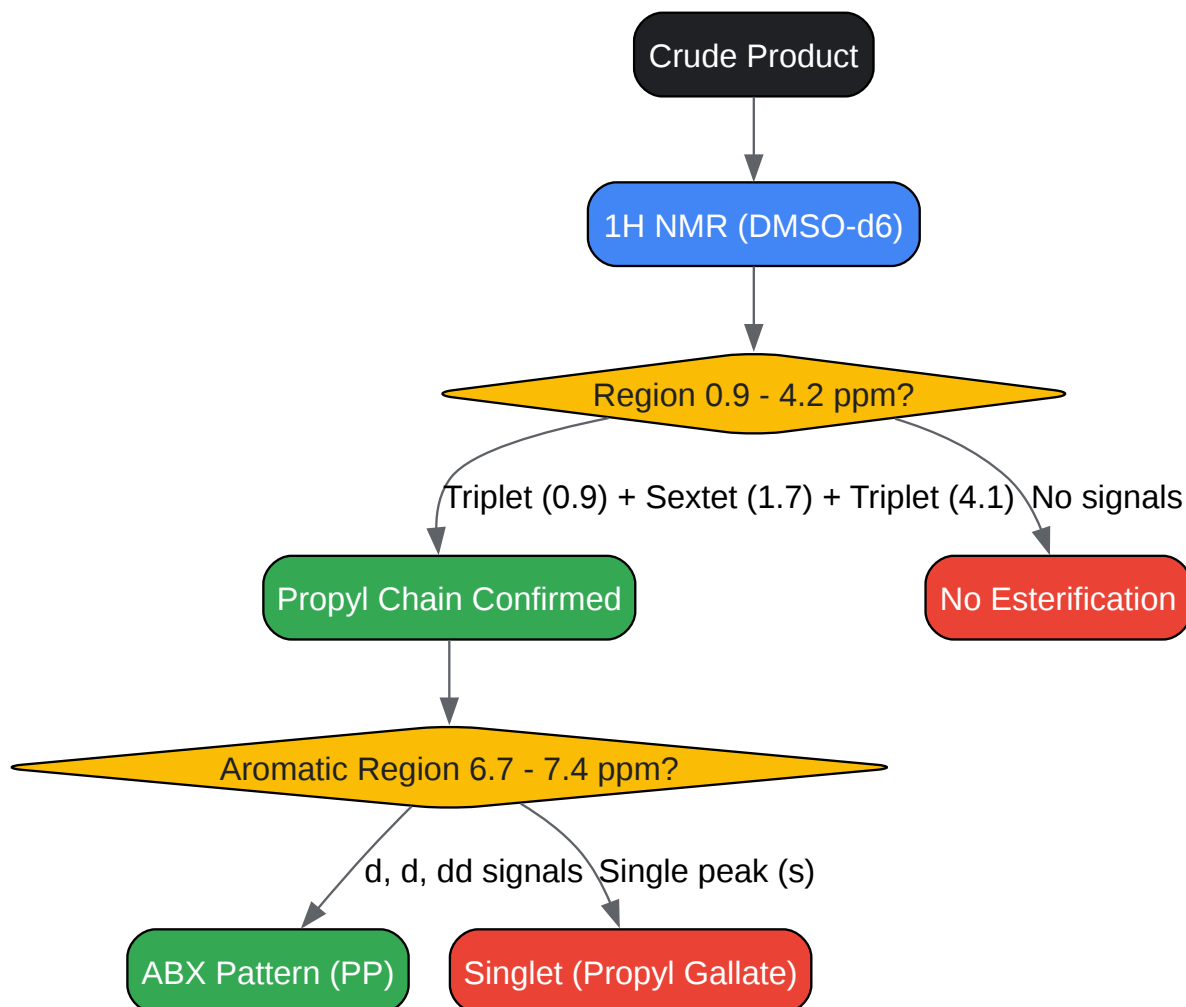 Crude Product
1H NMR (DMSO-d6)
Region 0.9 - 4.2 ppm?
Triplet (0.9) + Sextet (1.7) + Triplet (4.1)
No signals
Propyl Chain Confirmed
No Esterification
Aromatic Region 6.7 - 7.4 ppm?
d, d, dd signals
Single peak (s)
ABX Pattern (PP)
Singlet (Propyl Gallate)